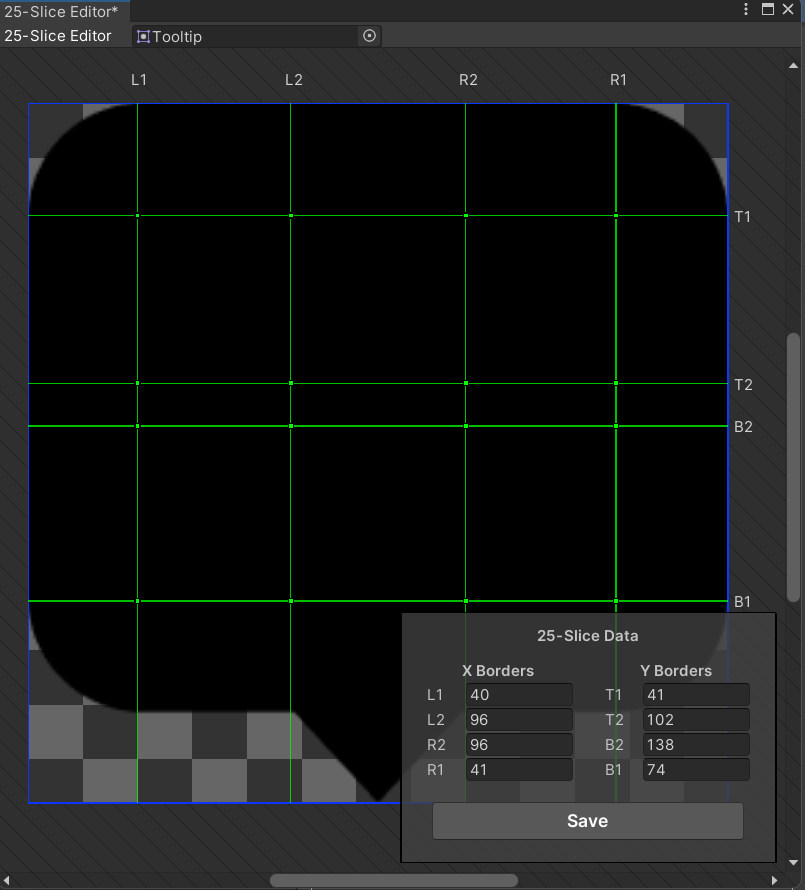 25-Slice Editor*
25-Slice Editor Tooltip
L1 L2 R2 R1
T1
T2
B2
B1
25-Slice Data
X Borders Y Borders
L1 40 T1 41
L2 96 T2 102
R2 96 B2 138
R1 41 B1 74
Save